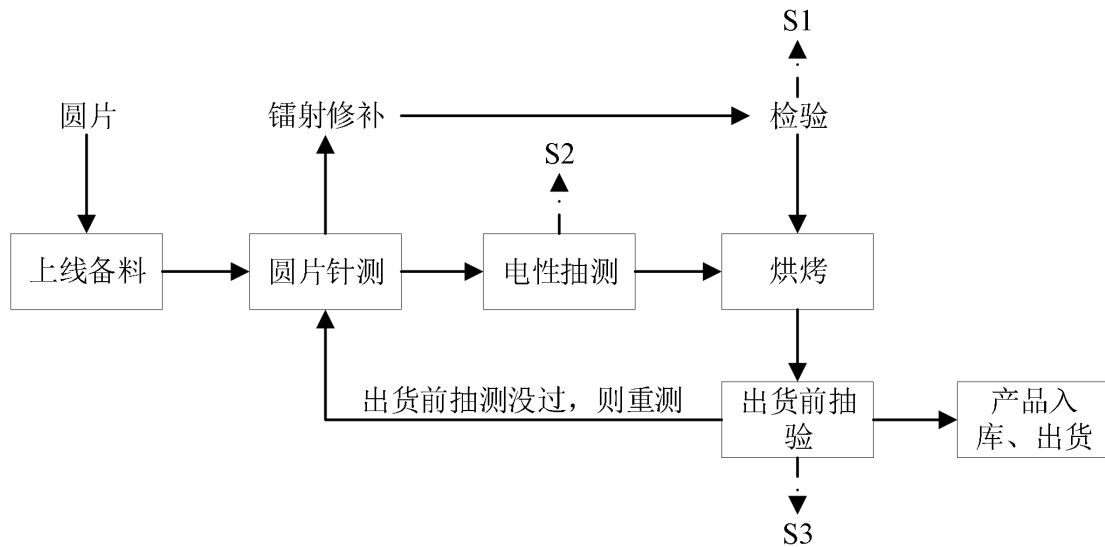 S1
圆片
镭射修补
检验
S2
上线备料
圆片针测
电性抽测
烘烤
出货前抽测没过，则重测
出货前抽
验
产品入
库、出货
S3